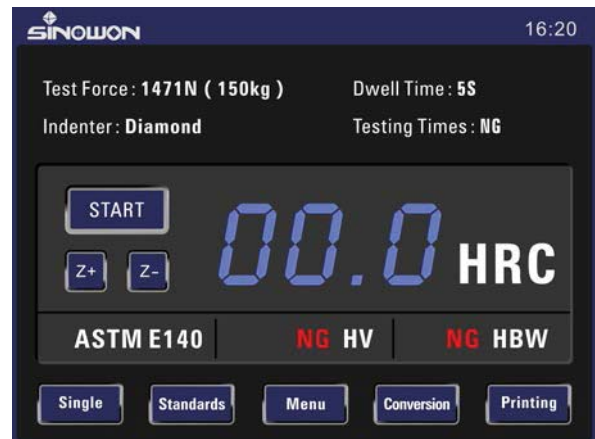 SINOWON 16:20
Test Force : 1471N ( 150kg ) Dwell Time : 5S
Indenter : Diamond Testing Times : NG
START
00.0 HRC
Z+ Z-
ASTM E140 NG HV NG HBW
Single Standards Menu Conversion Printing